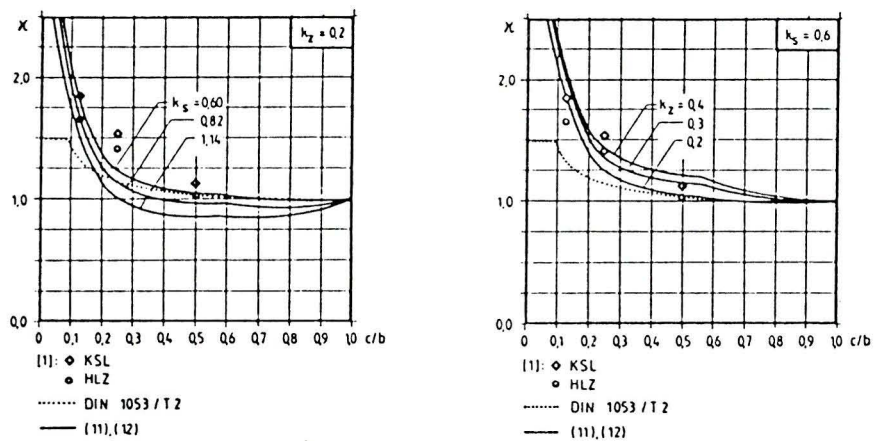 ϰ
k_z = 0,2
2,0
k_s = 0,60
0,82
1,14
1,0
0,0
0 0,1 0,2 0,3 0,4 0,5 0,6 0,7 0,8 0,9 1,0 c/b
[1]: ◇ KSL
○ HLZ
DIN 1053 / T2
(11),(12)
ϰ
k_s = 0,6
2,0
k_z = 0,4
0,3
0,2
1,0
0,0
0 0,1 0,2 0,3 0,4 0,5 0,6 0,7 0,8 0,9 1,0 c/b
[1]: ◇ KSL
○ HLZ
DIN 1053 / T2
(11),(12)